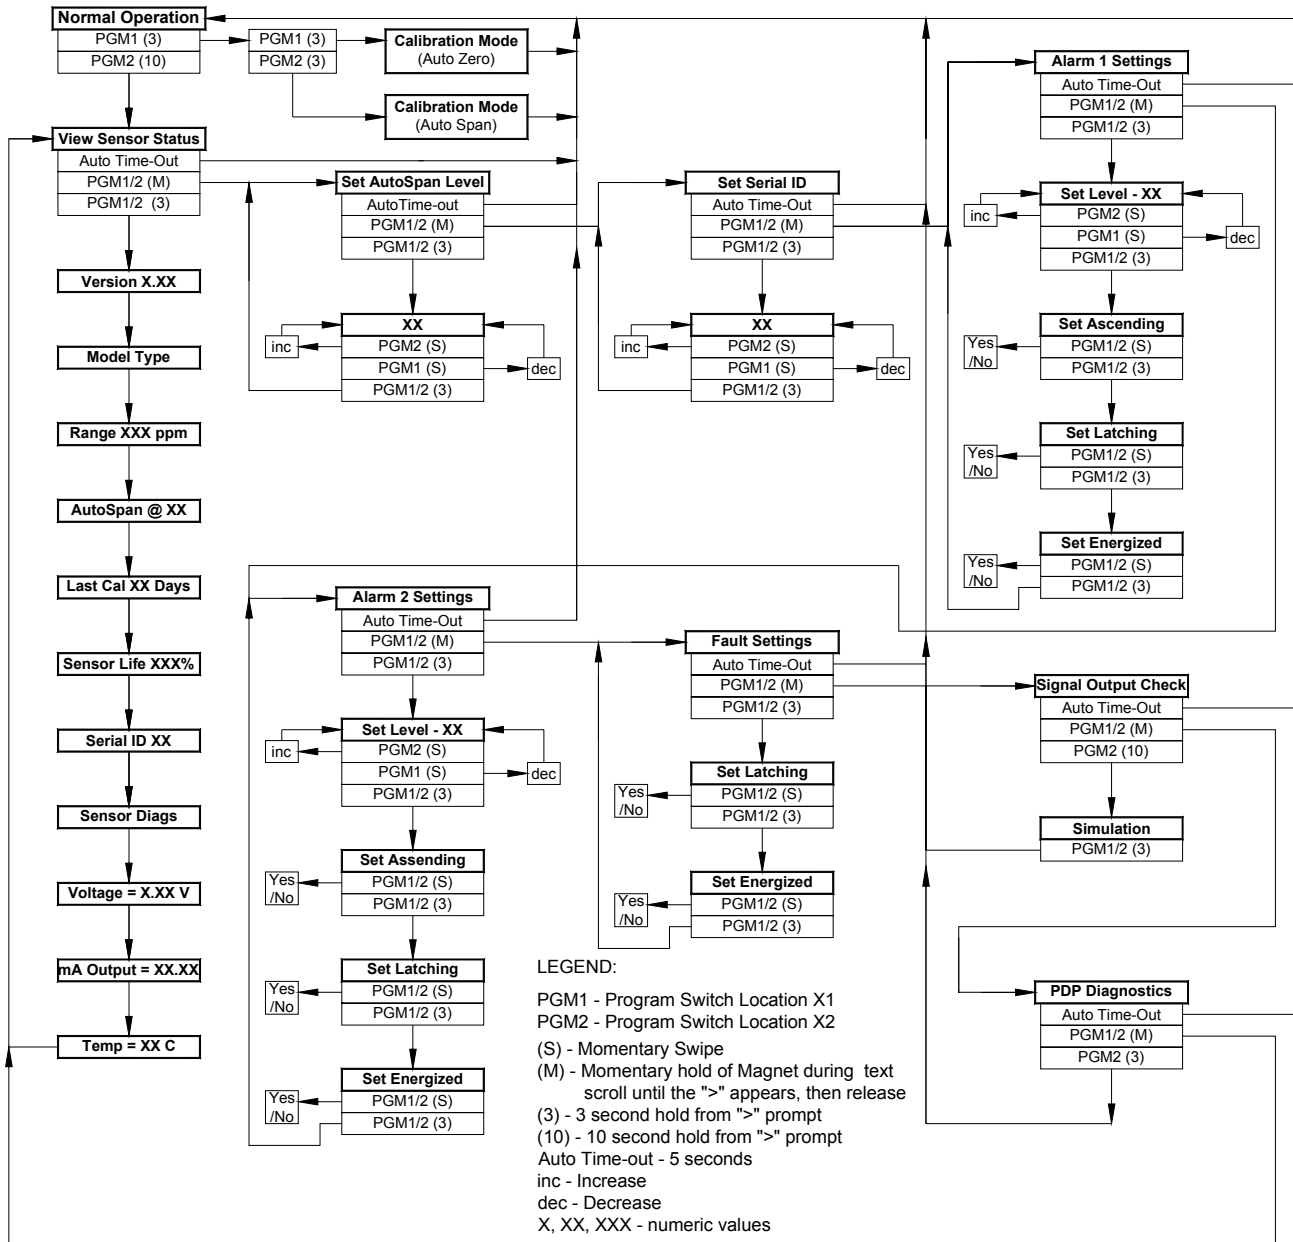 Normal Operation
PGM1 (3)
PGM2 (10)
PGM1 (3)
PGM2 (3)
Calibration Mode
(Auto Zero)
Calibration Mode
(Auto Span)
View Sensor Status
Auto Time-Out
PGM1/2 (M)
PGM1/2 (3)
Version X.XX
Model Type
Range XXX ppm
AutoSpan @ XX
Last Cal XX Days
Sensor Life XXX%
Serial ID XX
Sensor Diags
Voltage = X.XX V
mA Output = XX.XX
Temp = XX C
Set AutoSpan Level
AutoTime-out
PGM1/2 (M)
PGM1/2 (3)
XX
PGM2 (S)
PGM1 (S)
PGM1/2 (3)
inc
dec
Set Serial ID
Auto Time-Out
PGM1/2 (M)
PGM1/2 (3)
XX
PGM2 (S)
PGM1 (S)
PGM1/2 (3)
inc
dec
Alarm 1 Settings
Auto Time-Out
PGM1/2 (M)
PGM1/2 (3)
Set Level - XX
PGM2 (S)
PGM1 (S)
PGM1/2 (3)
inc
dec
Set Ascending
PGM1/2 (S)
PGM1/2 (3)
Yes
/No
Set Latching
PGM1/2 (S)
PGM1/2 (3)
Yes
/No
Set Energized
PGM1/2 (S)
PGM1/2 (3)
Yes
/No
Alarm 2 Settings
Auto Time-Out
PGM1/2 (M)
PGM1/2 (3)
Set Level - XX
PGM2 (S)
PGM1 (S)
PGM1/2 (3)
inc
dec
Set Assending
PGM1/2 (S)
PGM1/2 (3)
Yes
/No
Set Latching
PGM1/2 (S)
PGM1/2 (3)
Yes
/No
Set Energized
PGM1/2 (S)
PGM1/2 (3)
Yes
/No
Fault Settings
Auto Time-Out
PGM1/2 (M)
PGM1/2 (3)
Set Latching
PGM1/2 (S)
PGM1/2 (3)
Yes
/No
Set Energized
PGM1/2 (S)
PGM1/2 (3)
Yes
/No
Signal Output Check
Auto Time-Out
PGM1/2 (M)
PGM2 (10)
Simulation
PGM1/2 (3)
PDP Diagnostics
Auto Time-Out
PGM1/2 (M)
PGM2 (3)
LEGEND:
PGM1 - Program Switch Location X1
PGM2 - Program Switch Location X2
(S) - Momentary Swipe
(M) - Momentary hold of Magnet during text
scroll until the ">" appears, then release
(3) - 3 second hold from ">" prompt
(10) - 10 second hold from ">" prompt
Auto Time-out - 5 seconds
inc - Increase
dec - Decrease
X, XX, XXX - numeric values